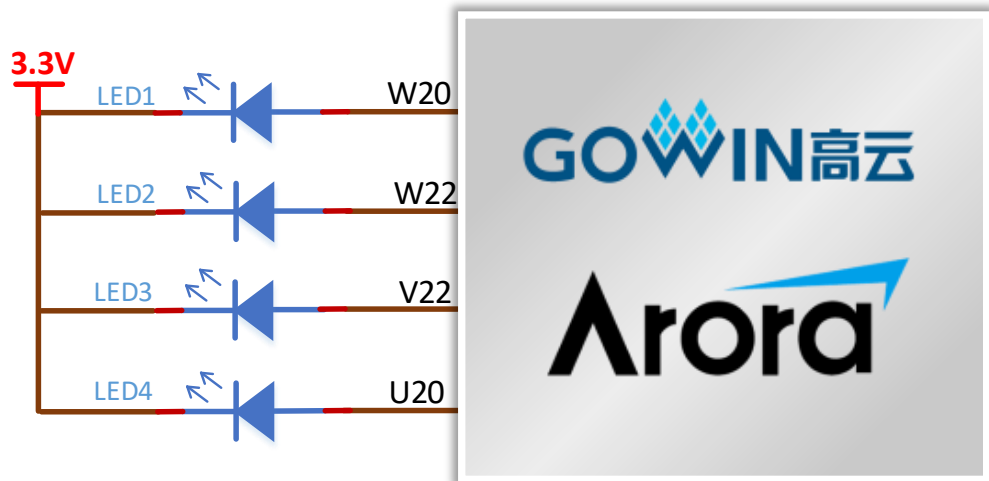 3.3V
LED1
W20
LED2
W22
LED3
V22
LED4
U20
GOWIN高云
Arora